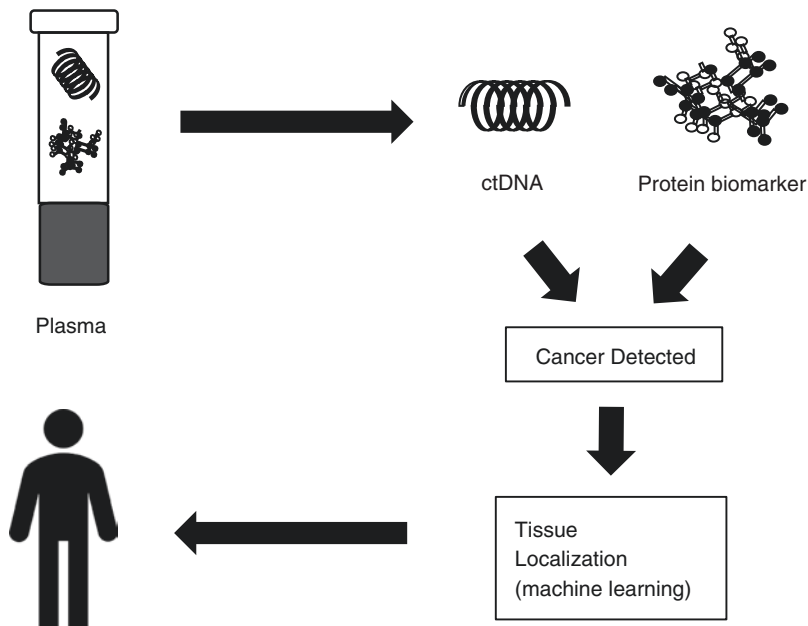 ctDNA
Protein biomarker
Plasma
Cancer Detected
Tissue
Localization
(machine learning)